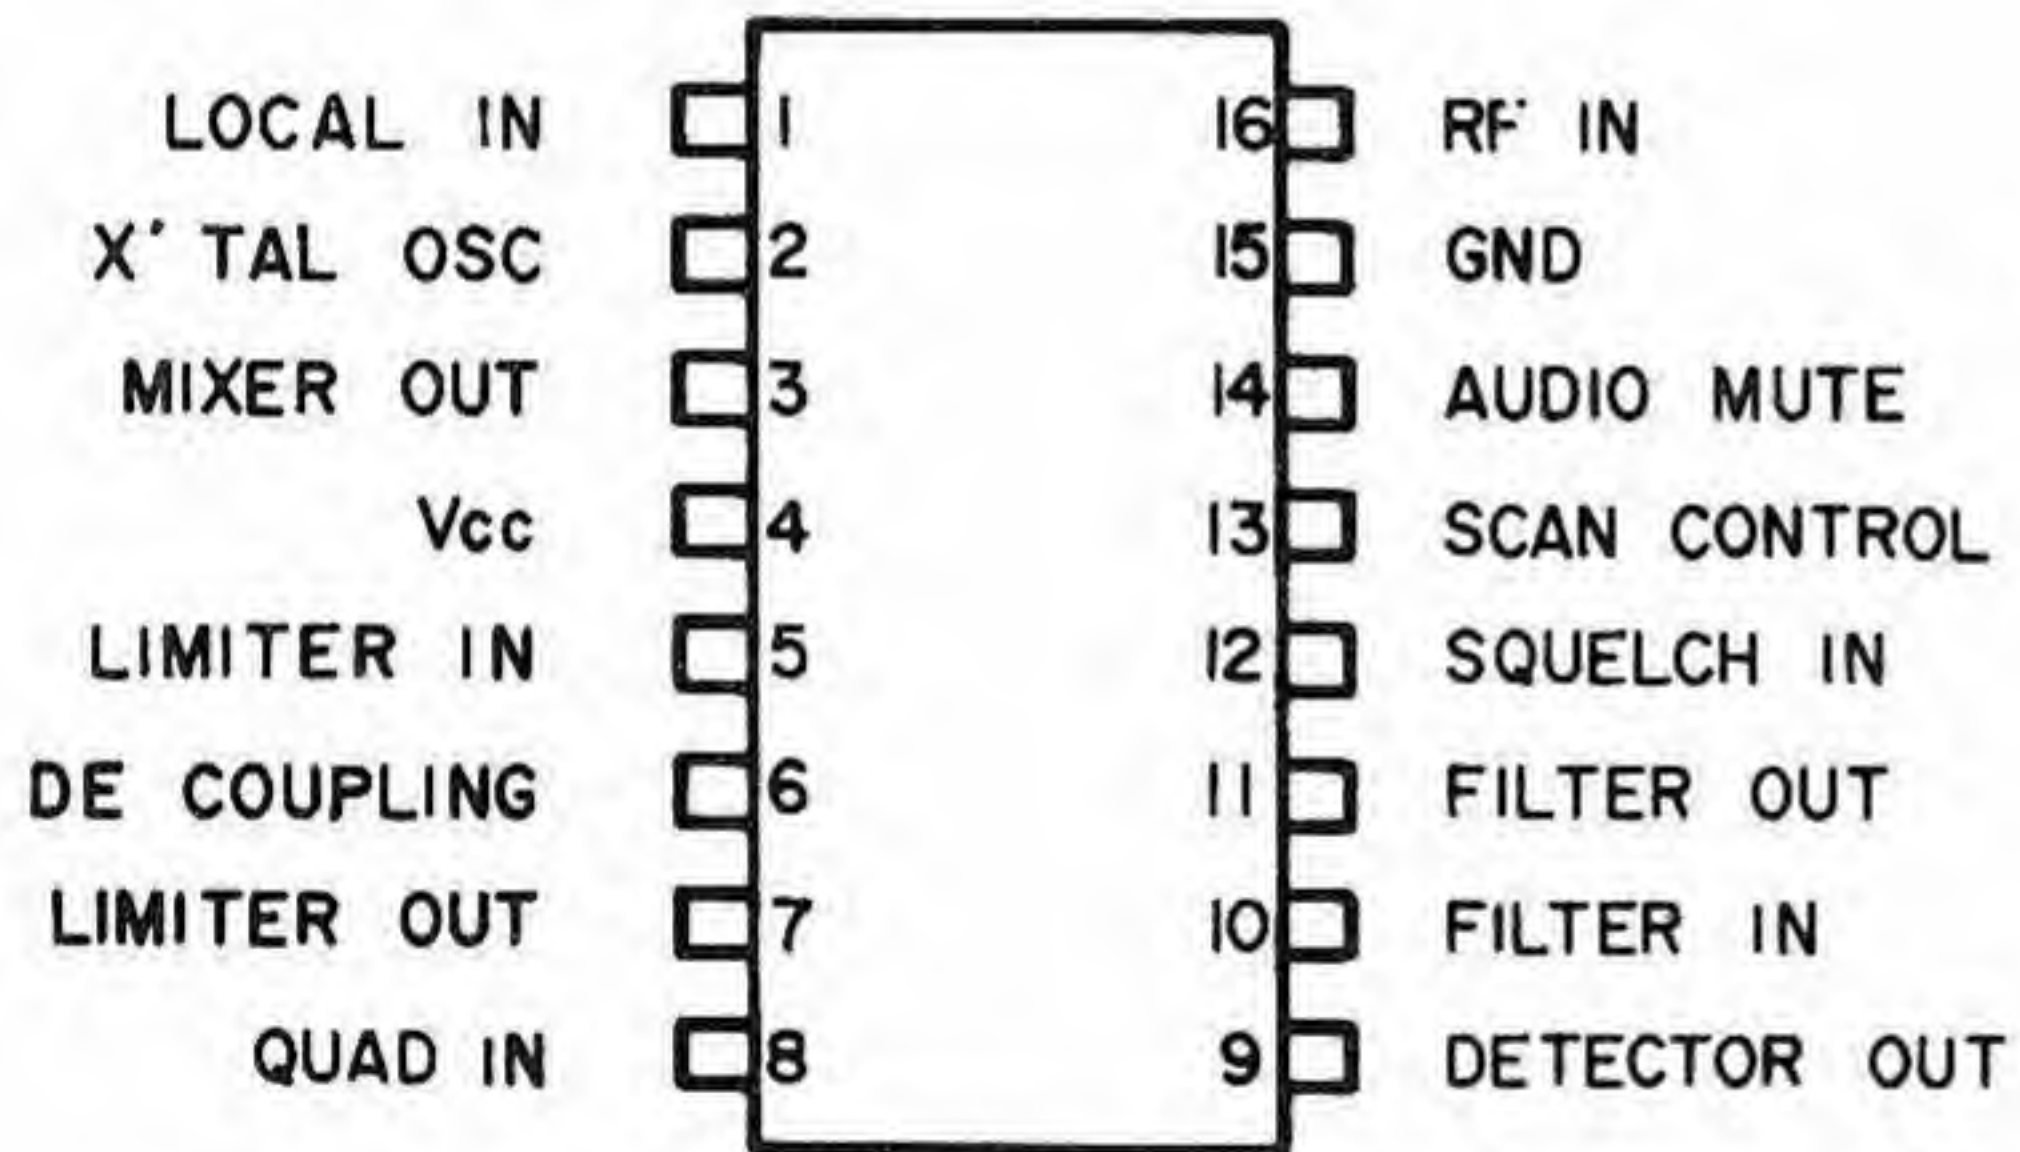 LOCAL IN 1 16 RF IN
X' TAL OSC 2 15 GND
MIXER OUT 3 14 AUDIO MUTE
Vcc 4 13 SCAN CONTROL
LIMITER IN 5 12 SQUELCH IN
DE COUPLING 6 11 FILTER OUT
LIMITER OUT 7 10 FILTER IN
QUAD IN 8 9 DETECTOR OUT